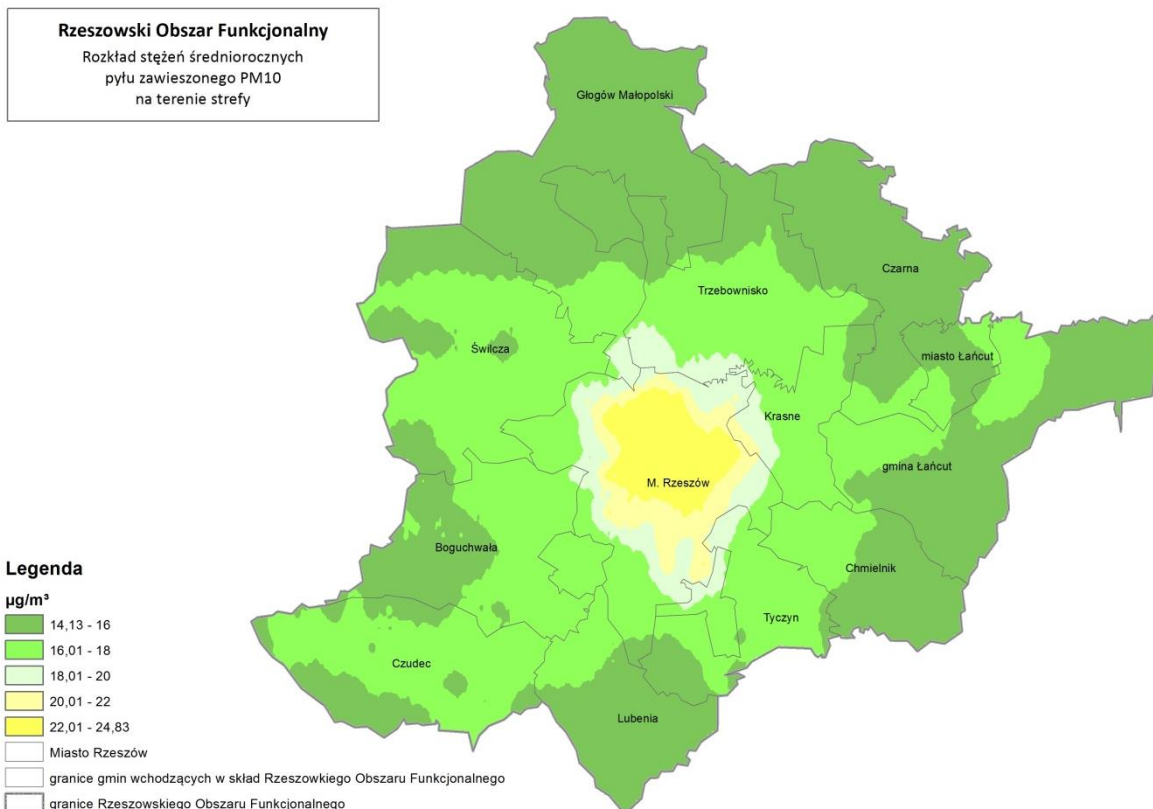 Rzeszowski Obszar Funkcjonalny
Rozkład stężeń średniorocznych
pyłu zawieszonego PM10
na terenie strefy
Głogów Małopolski
Czarna
Trzebownisko
miasto Łańcut
Świlcza
Krasne
gmina Łańcut
M. Rzeszów
Boguchwała
Chmielnik
Tyczyn
Czudec
Lubenia
Legenda
µg/m³
14,13 - 16
16,01 - 18
18,01 - 20
20,01 - 22
22,01 - 24,83
Miasto Rzeszów
granice gmin wchodzących w skład Rzeszowkiego Obszaru Funkcjonalnego
granice Rzeszowskiego Obszaru Funkcjonalnego